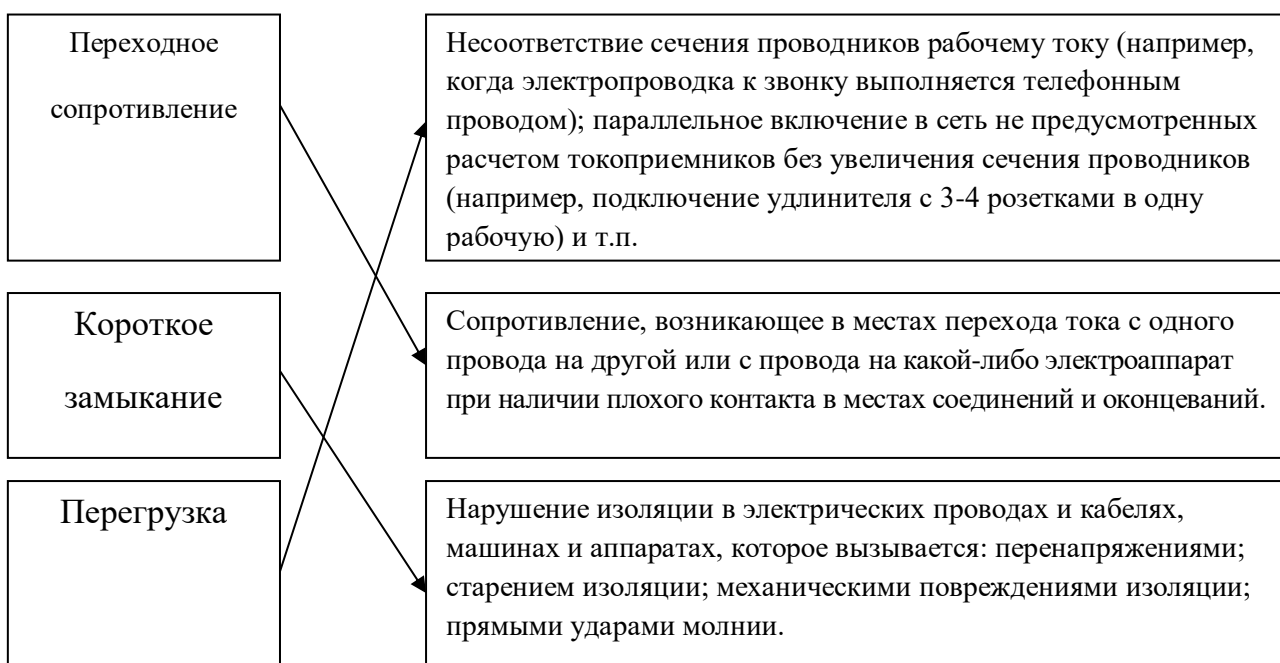 Переходное
сопротивление
Несоответствие сечения проводников рабочему току (например,
когда электропроводка к звонку выполняется телефонным
проводом); параллельное включение в сеть не предусмотренных
расчетом токоприемников без увеличения сечения проводников
(например, подключение удлинителя с 3-4 розетками в одну
рабочую) и т.п.
Короткое
замыкание
Сопротивление, возникающее в местах перехода тока с одного
провода на другой или с провода на какой-либо электроаппарат
при наличии плохого контакта в местах соединений и оконцеваний.
Перегрузка
Нарушение изоляции в электрических проводах и кабелях,
машинах и аппаратах, которое вызывается: перенапряжениями;
старением изоляции; механическими повреждениями изоляции;
прямыми ударами молнии.